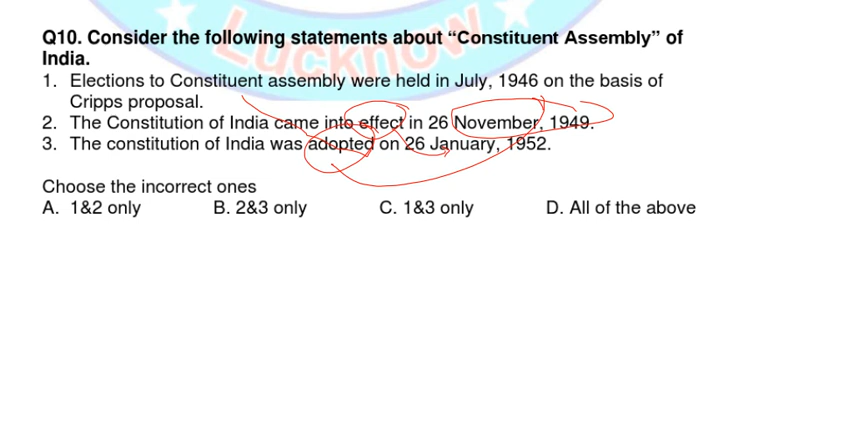 Lucknow
Q10. Consider the following statements about “Constituent Assembly” of
India.
1. Elections to Constituent assembly were held in July, 1946 on the basis of
Cripps proposal.
2. The Constitution of India came into effect in 26 November, 1949.
3. The constitution of India was adopted on 26 January, 1952.
Choose the incorrect ones
A. 1&2 only B. 2&3 only C. 1&3 only D. All of the above